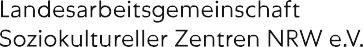 Landesarbeitsgemeinschaft
Soziokultureller Zentren NRW e.V.